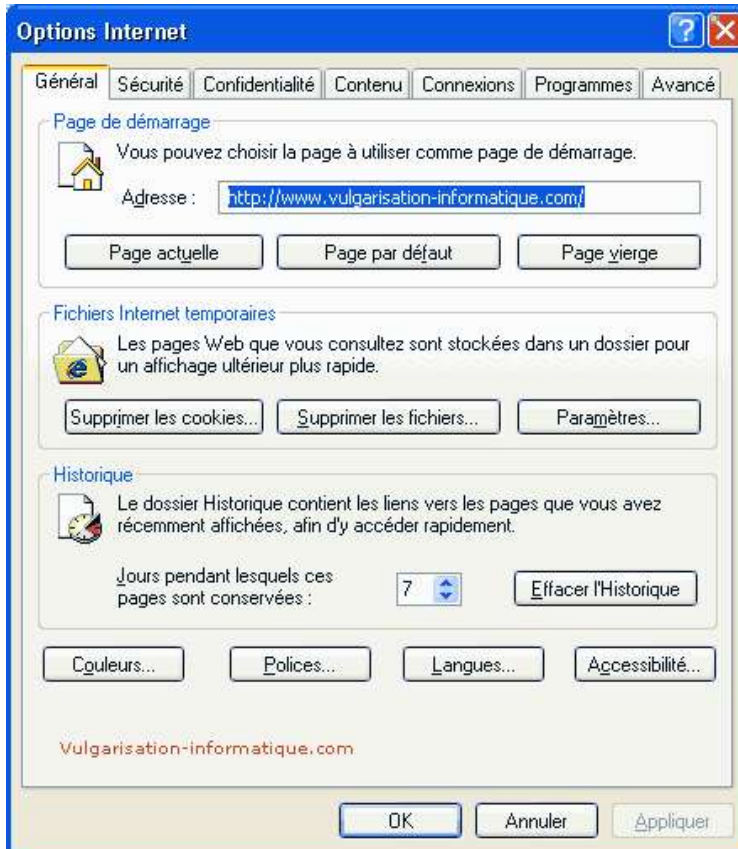 Options Internet
Général Sécurité Confidentialité Contenu Connexions Programmes Avancé
Page de démarrage
Vous pouvez choisir la page à utiliser comme page de démarrage.
Adresse : http://www.vulgarisation-informatique.com/
Page actuelle Page par défaut Page vierge
Fichiers Internet temporaires
Les pages Web que vous consultez sont stockées dans un dossier pour
un affichage ultérieur plus rapide.
Supprimer les cookies... Supprimer les fichiers... Paramètres...
Historique
Le dossier Historique contient les liens vers les pages que vous avez
récemment affichées, afin d'y accéder rapidement.
Jours pendant lesquels ces
pages sont conservées : 7 Effacer l'Historique
Couleurs... Polices... Langues... Accessibilité...
Vulgarisation-informatique.com
OK Annuler Appliquer